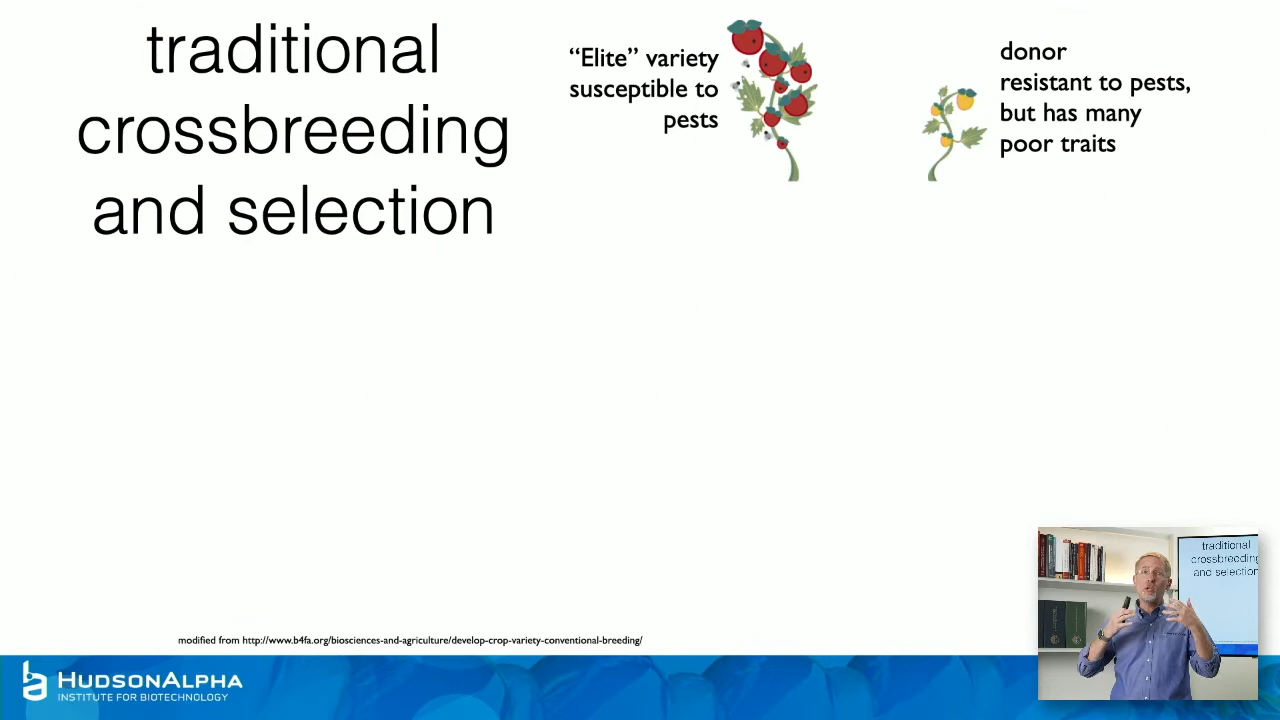 traditional
crossbreeding
and selection
“Elite” variety
susceptible to
pests
donor
resistant to pests,
but has many
poor traits
modified from http://www.b4fa.org/biosciences-and-agriculture/develop-crop-variety-conventional-breeding/
HUDSONALPHA
INSTITUTE FOR BIOTECHNOLOGY
traditional
crossbreeding
and selection